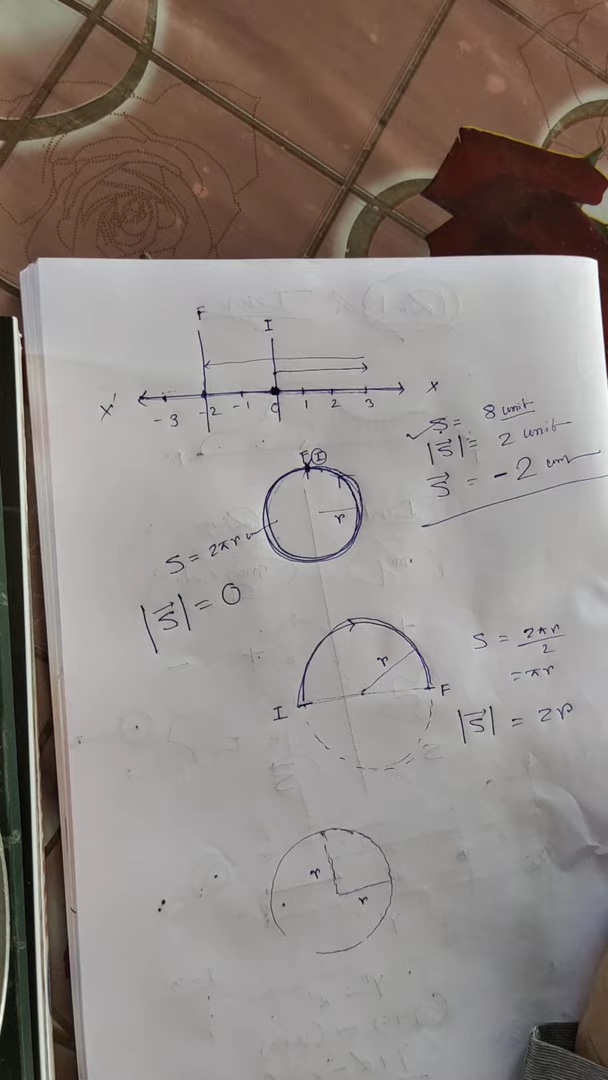 F
I
X' -3 -2 -1 0 1 2 3 X
S = 8 unit
|S⃗| = 2 unit
S⃗ = -2 unit
F I
r
S = 2πr
|S⃗| = 0
r
I F
S = 2πr/2
= πr
|S⃗| = 2r
r
r